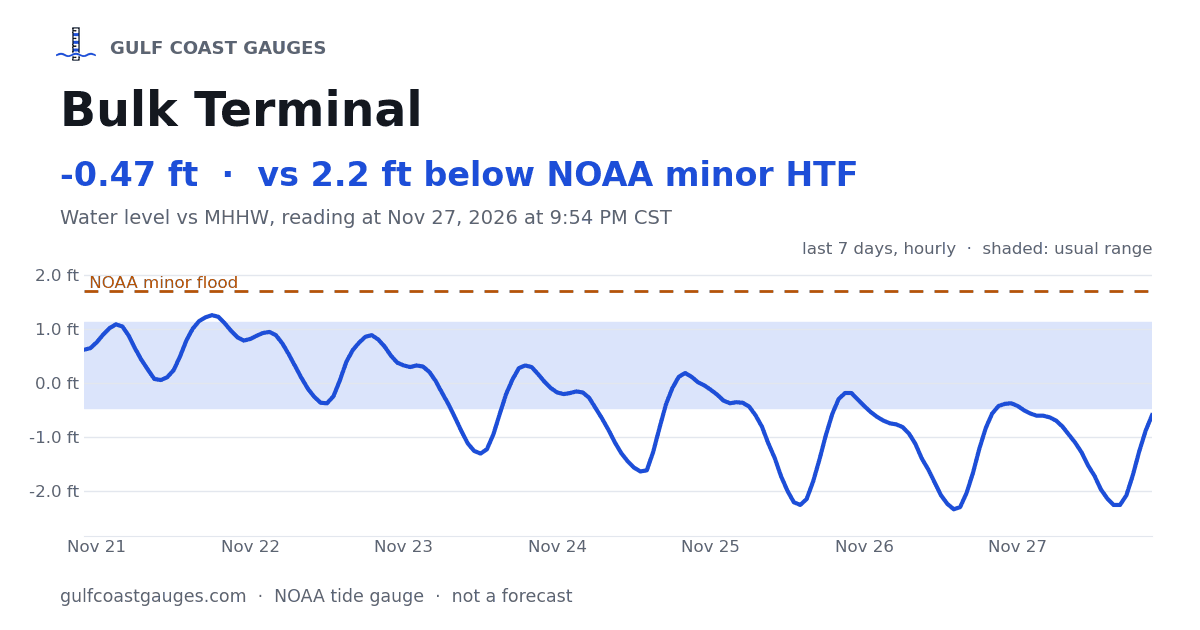 GULF COAST GAUGES
Bulk Terminal
-0.47 ft · vs 2.2 ft below NOAA minor HTF
Water level vs MHHW, reading at Nov 27, 2026 at 9:54 PM CST
last 7 days, hourly · shaded: usual range
2.0 ft
NOAA minor flood
1.0 ft
0.0 ft
-1.0 ft
-2.0 ft
Nov 21 Nov 22 Nov 23 Nov 24 Nov 25 Nov 26 Nov 27
gulfcoastgauges.com · NOAA tide gauge · not a forecast